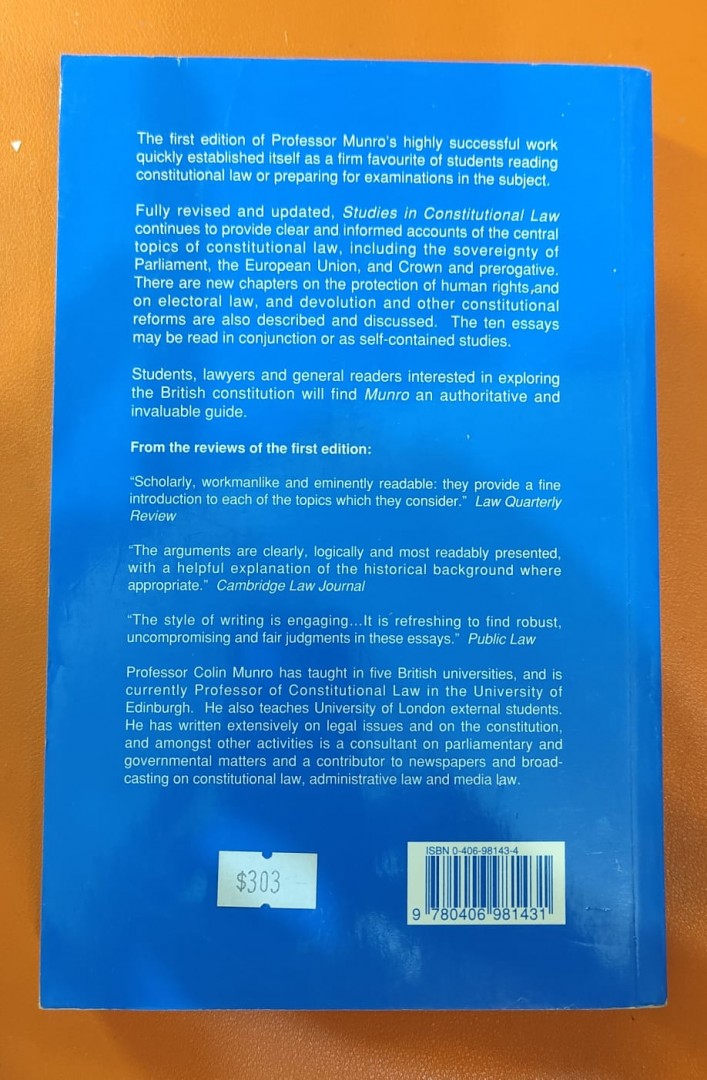 The first edition of Professor Munro's highly successful work
quickly established itself as a firm favourite of students reading
constitutional law or preparing for examinations in the subject.
Fully revised and updated, Studies in Constitutional Law
continues to provide clear and informed accounts of the central
topics of constitutional law, including the sovereignty of
Parliament, the European Union, and Crown and prerogative.
There are new chapters on the protection of human rights, and
on electoral law, and devolution and other constitutional
reforms are also described and discussed. The ten essays
may be read in conjunction or as self-contained studies.
Students, lawyers and general readers interested in exploring
the British constitution will find Munro an authoritative and
invaluable guide.
From the reviews of the first edition:
"Scholarly, workmanlike and eminently readable: they provide a fine
introduction to each of the topics which they consider." Law Quarterly
Review
"The arguments are clearly, logically and most readably presented,
with a helpful explanation of the historical background where
appropriate." Cambridge Law Journal
"The style of writing is engaging...It is refreshing to find robust,
uncompromising and fair judgments in these essays." Public Law
Professor Colin Munro has taught in five British universities, and is
currently Professor of Constitutional Law in the University of
Edinburgh. He also teaches University of London external students.
He has written extensively on legal issues and on the constitution,
and amongst other activities is a consultant on parliamentary and
governmental matters and a contributor to newspapers and broad-
casting on constitutional law, administrative law and media law.
$303
ISBN 0-406-98143-4
9 780406 981431